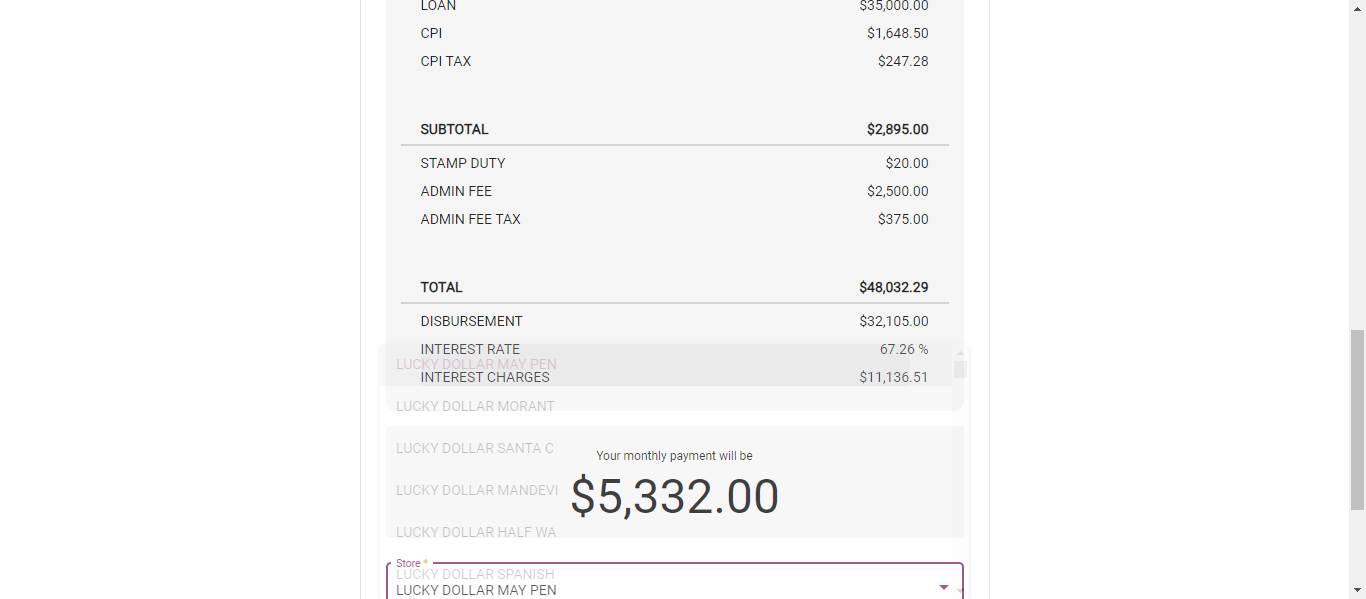 LOAN $35,000.00
CPI $1,648.50
CPI TAX $247.28
SUBTOTAL $2,895.00
STAMP DUTY $20.00
ADMIN FEE $2,500.00
ADMIN FEE TAX $375.00
TOTAL $48,032.29
DISBURSEMENT $32,105.00
INTEREST RATE 67.26 %
LUCKY DOLLAR MAY PEN
INTEREST CHARGES $11,136.51
LUCKY DOLLAR MORANT
LUCKY DOLLAR SANTA C
Your monthly payment will be
LUCKY DOLLAR MANDEVI
$5,332.00
LUCKY DOLLAR HALF WA
Store *
LUCKY DOLLAR SPANISH
LUCKY DOLLAR MAY PEN